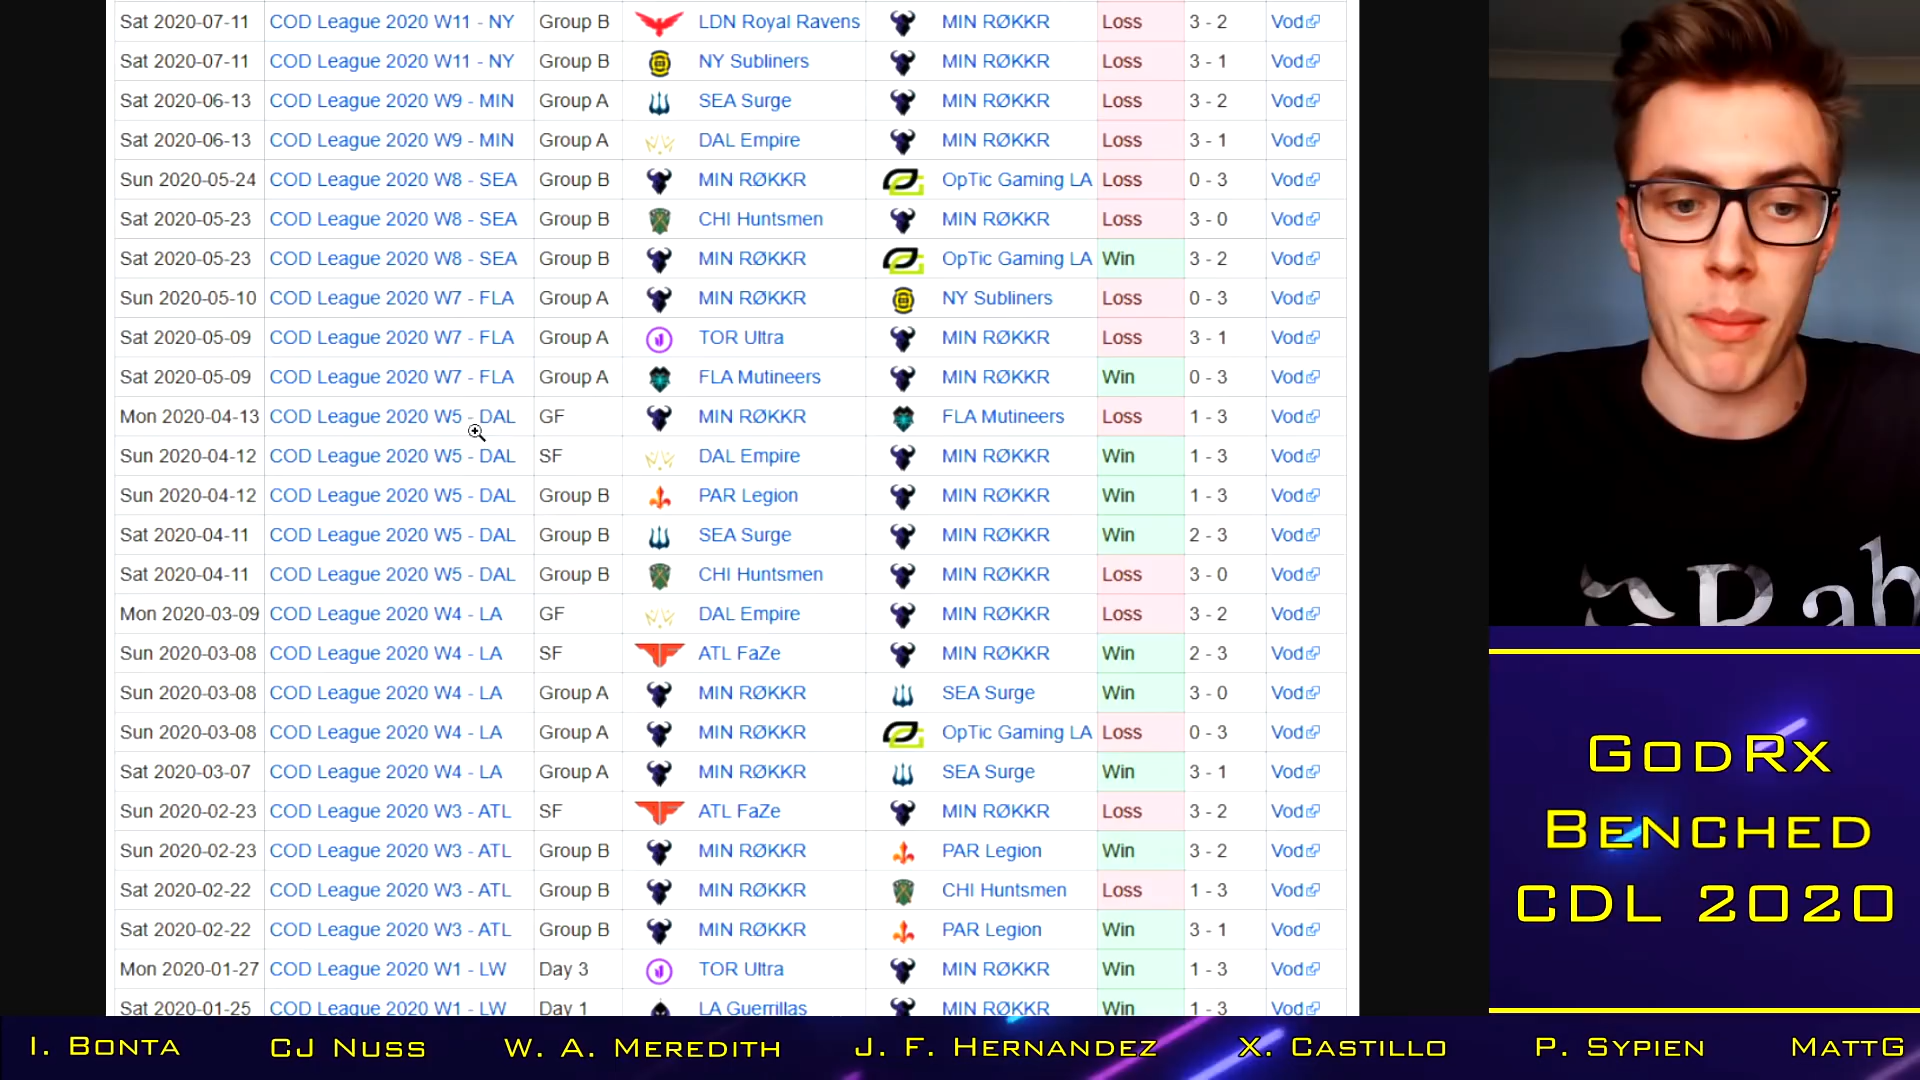 Sat 2020-07-11 COD League 2020 W11 - NY Group B LDN Royal Ravens MIN RØKKR Loss 3 - 2 Vod
Sat 2020-07-11 COD League 2020 W11 - NY Group B NY Subliners MIN RØKKR Loss 3 - 1 Vod
Sat 2020-06-13 COD League 2020 W9 - MIN Group A SEA Surge MIN RØKKR Loss 3 - 2 Vod
Sat 2020-06-13 COD League 2020 W9 - MIN Group A DAL Empire MIN RØKKR Loss 3 - 1 Vod
Sun 2020-05-24 COD League 2020 W8 - SEA Group B MIN RØKKR OpTic Gaming LA Loss 0 - 3 Vod
Sat 2020-05-23 COD League 2020 W8 - SEA Group B CHI Huntsmen MIN RØKKR Loss 3 - 0 Vod
Sat 2020-05-23 COD League 2020 W8 - SEA Group B MIN RØKKR OpTic Gaming LA Win 3 - 2 Vod
Sun 2020-05-10 COD League 2020 W7 - FLA Group A MIN RØKKR NY Subliners Loss 0 - 3 Vod
Sat 2020-05-09 COD League 2020 W7 - FLA Group A TOR Ultra MIN RØKKR Loss 3 - 1 Vod
Sat 2020-05-09 COD League 2020 W7 - FLA Group A FLA Mutineers MIN RØKKR Win 0 - 3 Vod
Mon 2020-04-13 COD League 2020 W5 - DAL GF MIN RØKKR FLA Mutineers Loss 1 - 3 Vod
Sun 2020-04-12 COD League 2020 W5 - DAL SF DAL Empire MIN RØKKR Win 1 - 3 Vod
Sun 2020-04-12 COD League 2020 W5 - DAL Group B PAR Legion MIN RØKKR Win 1 - 3 Vod
Sat 2020-04-11 COD League 2020 W5 - DAL Group B SEA Surge MIN RØKKR Win 2 - 3 Vod
Sat 2020-04-11 COD League 2020 W5 - DAL Group B CHI Huntsmen MIN RØKKR Loss 3 - 0 Vod
Mon 2020-03-09 COD League 2020 W4 - LA GF DAL Empire MIN RØKKR Loss 3 - 2 Vod
Sun 2020-03-08 COD League 2020 W4 - LA SF ATL FaZe MIN RØKKR Win 2 - 3 Vod
Sun 2020-03-08 COD League 2020 W4 - LA Group A MIN RØKKR SEA Surge Win 3 - 0 Vod
Sun 2020-03-08 COD League 2020 W4 - LA Group A MIN RØKKR OpTic Gaming LA Loss 0 - 3 Vod
Sat 2020-03-07 COD League 2020 W4 - LA Group A MIN RØKKR SEA Surge Win 3 - 1 Vod
Sun 2020-02-23 COD League 2020 W3 - ATL SF ATL FaZe MIN RØKKR Loss 3 - 2 Vod
Sun 2020-02-23 COD League 2020 W3 - ATL Group B MIN RØKKR PAR Legion Win 3 - 2 Vod
Sat 2020-02-22 COD League 2020 W3 - ATL Group B MIN RØKKR CHI Huntsmen Loss 1 - 3 Vod
Sat 2020-02-22 COD League 2020 W3 - ATL Group B MIN RØKKR PAR Legion Win 3 - 1 Vod
Mon 2020-01-27 COD League 2020 W1 - LW Day 3 TOR Ultra MIN RØKKR Win 1 - 3 Vod
Sat 2020-01-25 COD League 2020 W1 - LW Day 1 LA Guerrillas MIN RØKKR Win 1 - 3 Vod
GodRx
Benched
CDL 2020
I. Bonta CJ Nuss W. A. Meredith J. F. Hernandez X. Castillo P. Sypien MattG